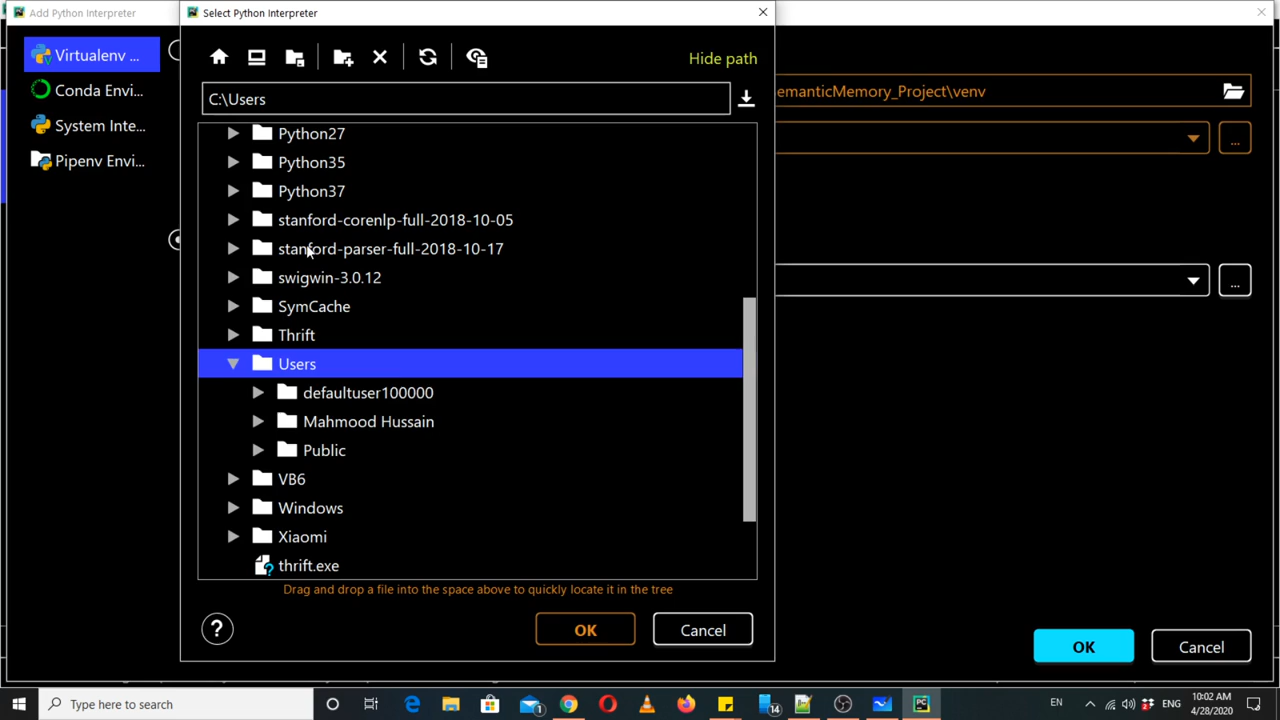 Add Python Interpreter
Select Python Interpreter
Virtualenv ...
Conda Envi...
System Inte...
Pipenv Envi...
Hide path
C:\Users
Python27
Python35
Python37
stanford-corenlp-full-2018-10-05
stanford-parser-full-2018-10-17
swigwin-3.0.12
SymCache
Thrift
Users
defaultuser100000
Mahmood Hussain
Public
VB6
Windows
Xiaomi
thrift.exe
Drag and drop a file into the space above to quickly locate it in the tree
?
OK
Cancel
emanticMemory_Project\venv
...
...
OK
Cancel
Type here to search
1
14
PC
EN
ENG
10:02 AM
4/28/2020